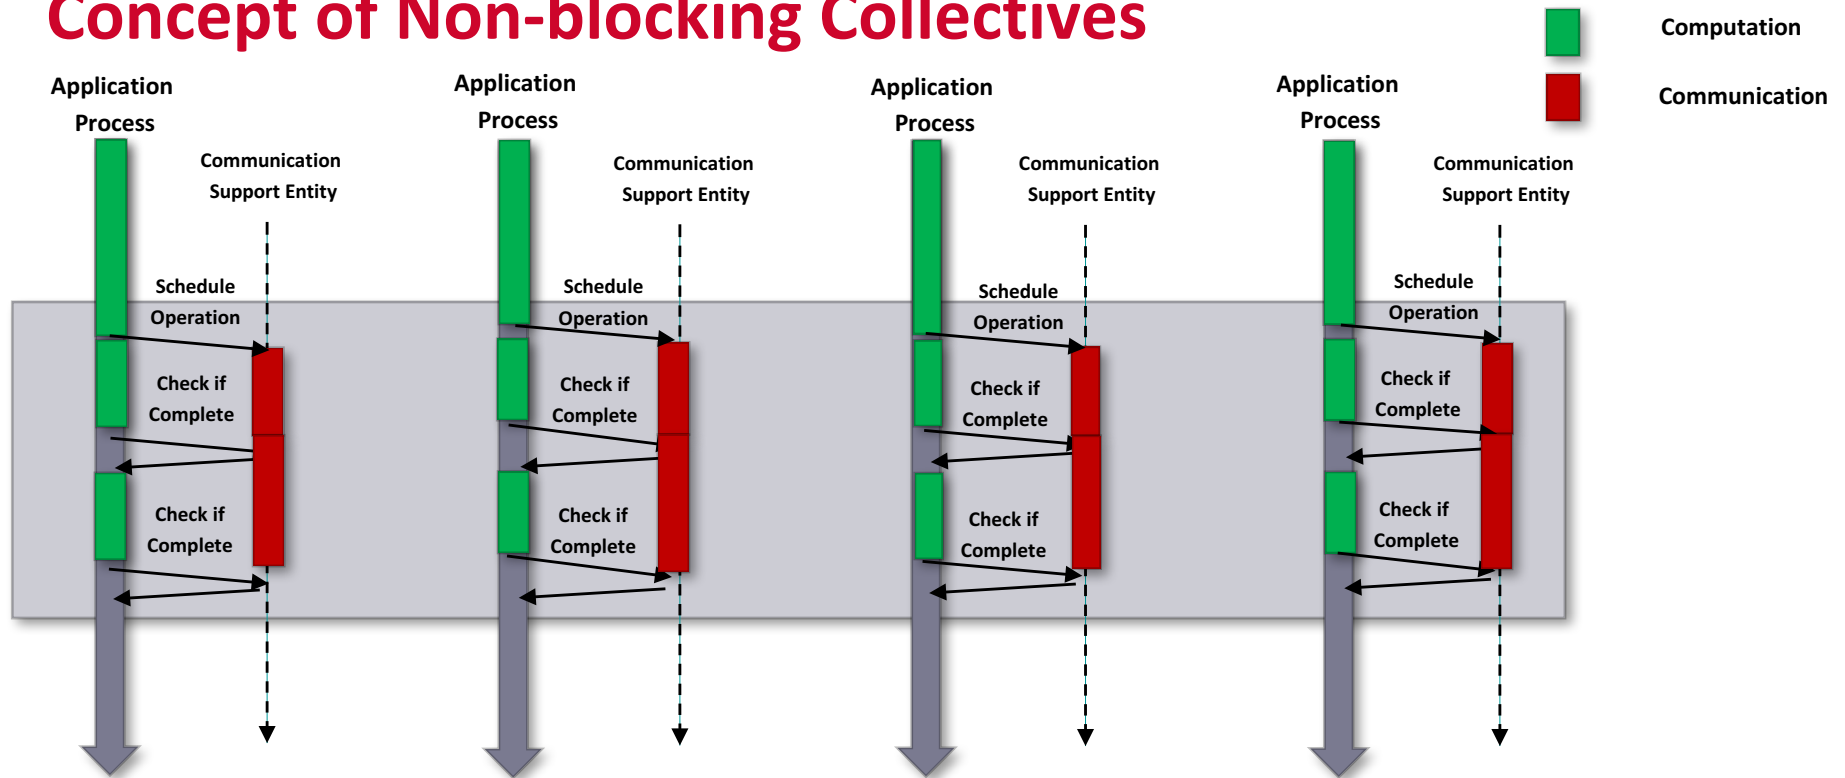 Concept of Non-blocking Collectives
Computation
Communication
Application
Process
Communication
Support Entity
Schedule
Operation
Check if
Complete
Check if
Complete
Application
Process
Communication
Support Entity
Schedule
Operation
Check if
Complete
Check if
Complete
Application
Process
Communication
Support Entity
Schedule
Operation
Check if
Complete
Check if
Complete
Application
Process
Communication
Support Entity
Schedule
Operation
Check if
Complete
Check if
Complete